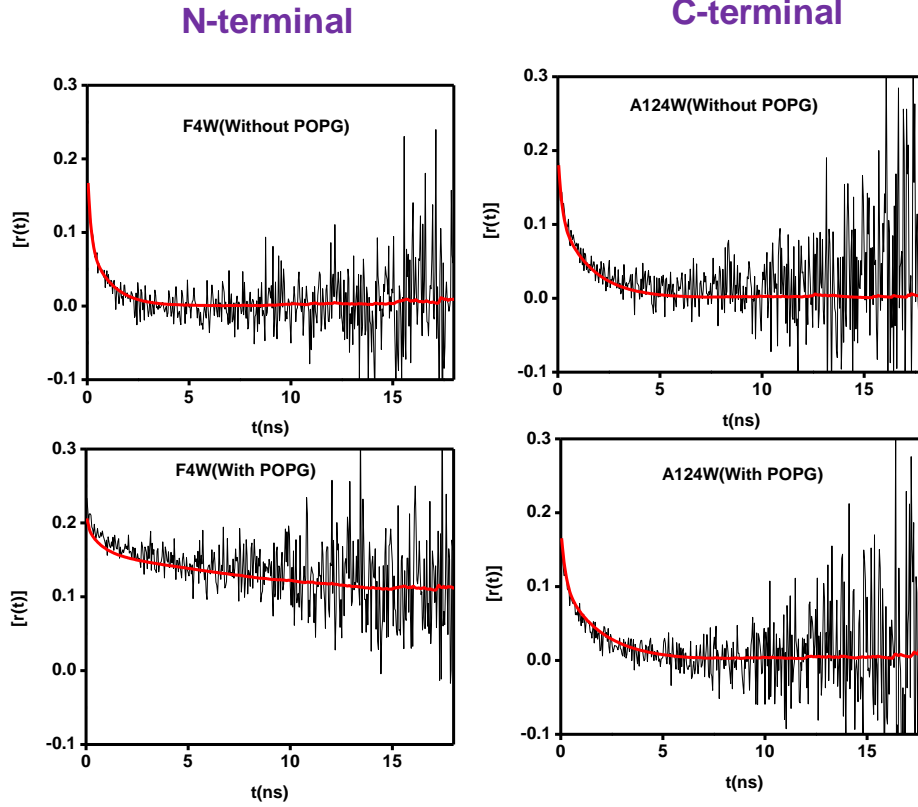 N-terminal
C-terminal
0.3
0.2
0.1
0.0
-0.1
[r(t)]
F4W(Without POPG)
0
5
10
15
t(ns)
0.3
0.2
0.1
0.0
-0.1
[r(t)]
A124W(Without POPG)
0
5
10
15
t(ns)
0.3
0.2
0.1
0.0
-0.1
[r(t)]
F4W(With POPG)
0
5
10
15
t(ns)
0.3
0.2
0.1
0.0
-0.1
[r(t)]
A124W(With POPG)
0
5
10
15
t(ns)